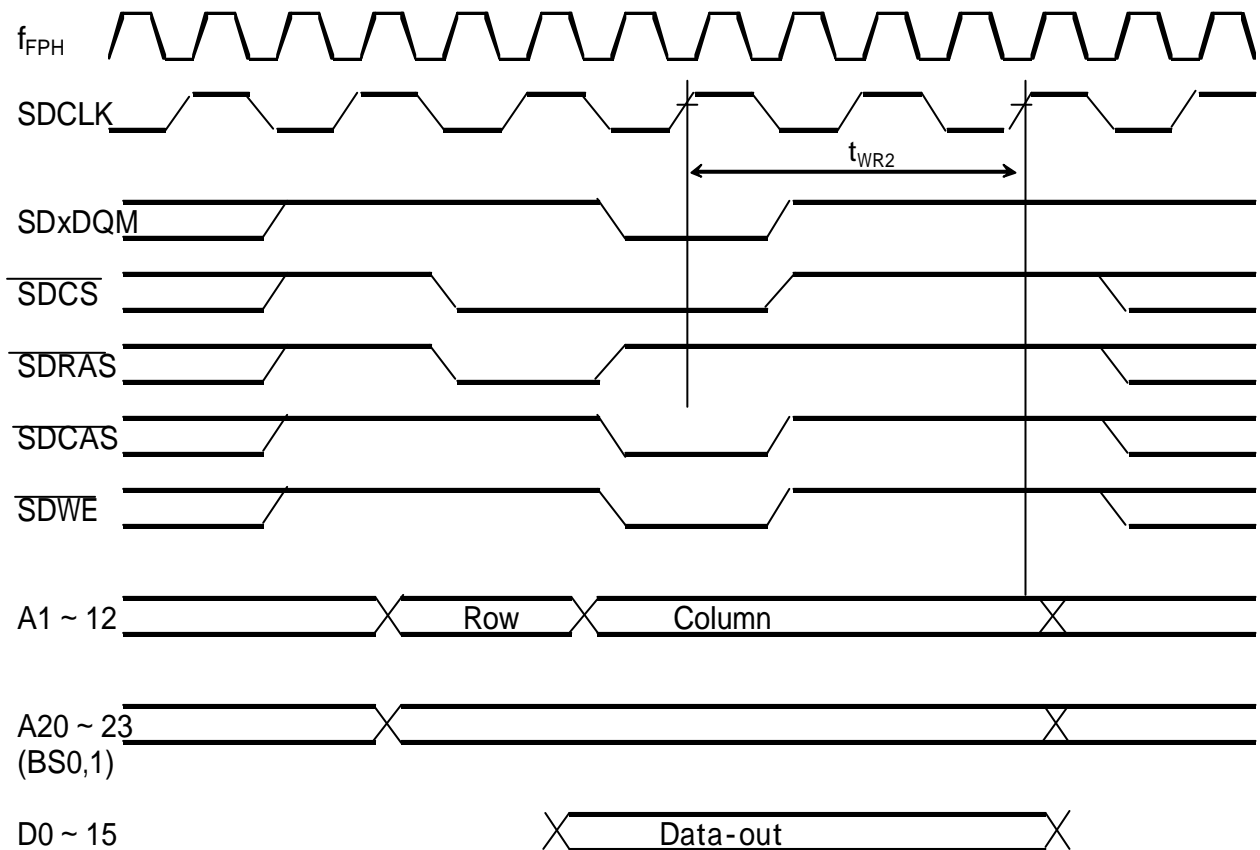 fFPH
SDCLK
tWR2
SDxDQM
SDCS
SDRAS
SDCAS
SDWE
A1 ~ 12 Row Column
A20 ~ 23
(BS0,1)
D0 ~ 15 Data-out